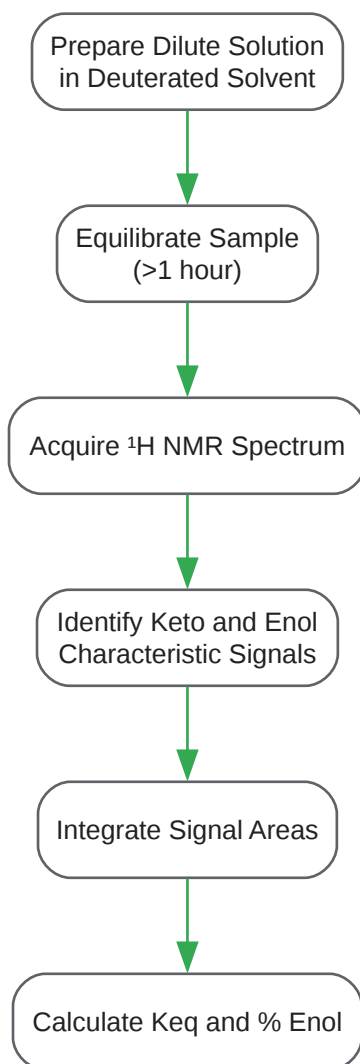 Prepare Dilute Solution
in Deuterated Solvent
Equilibrate Sample
(>1 hour)
Acquire ¹H NMR Spectrum
Identify Keto and Enol
Characteristic Signals
Integrate Signal Areas
Calculate Keq and % Enol